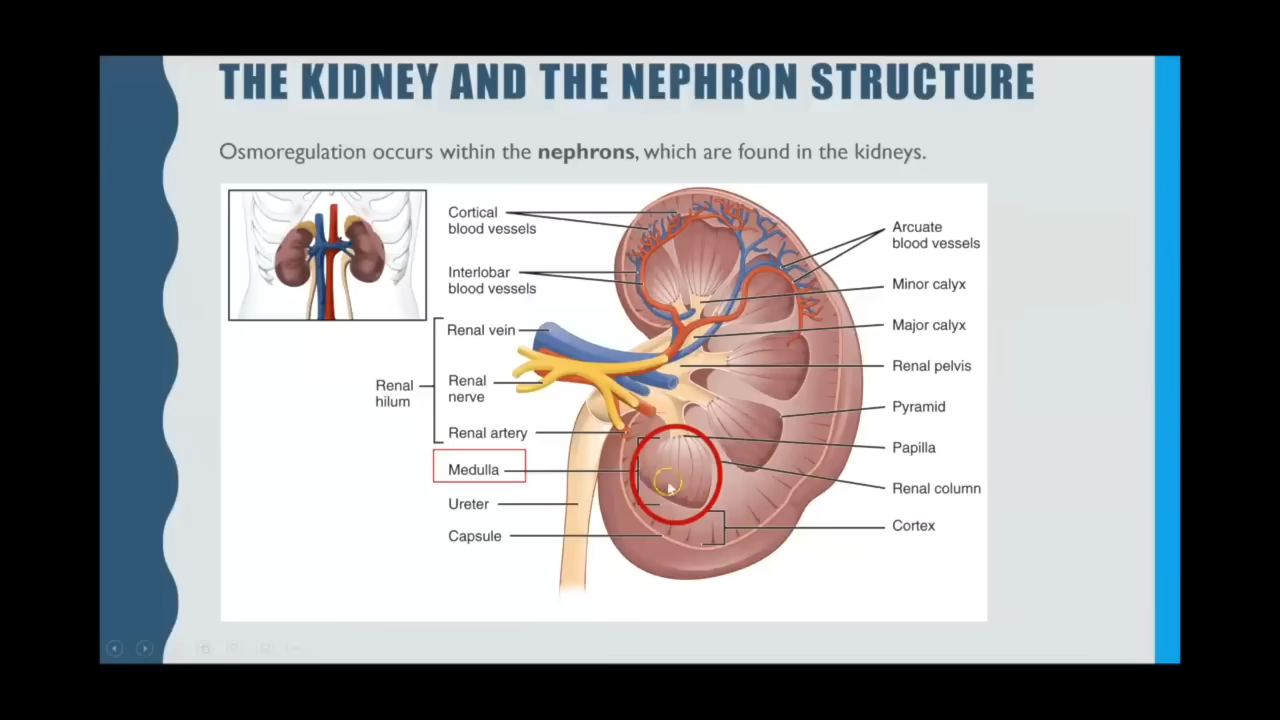 THE KIDNEY AND THE NEPHRON STRUCTURE
Osmoregulation occurs within the nephrons, which are found in the kidneys.
Cortical
blood vessels
Interlobar
blood vessels
Renal vein
Renal
hilum
Renal
nerve
Renal artery
Medulla
Ureter
Capsule
Arcuate
blood vessels
Minor calyx
Major calyx
Renal pelvis
Pyramid
Papilla
Renal column
Cortex